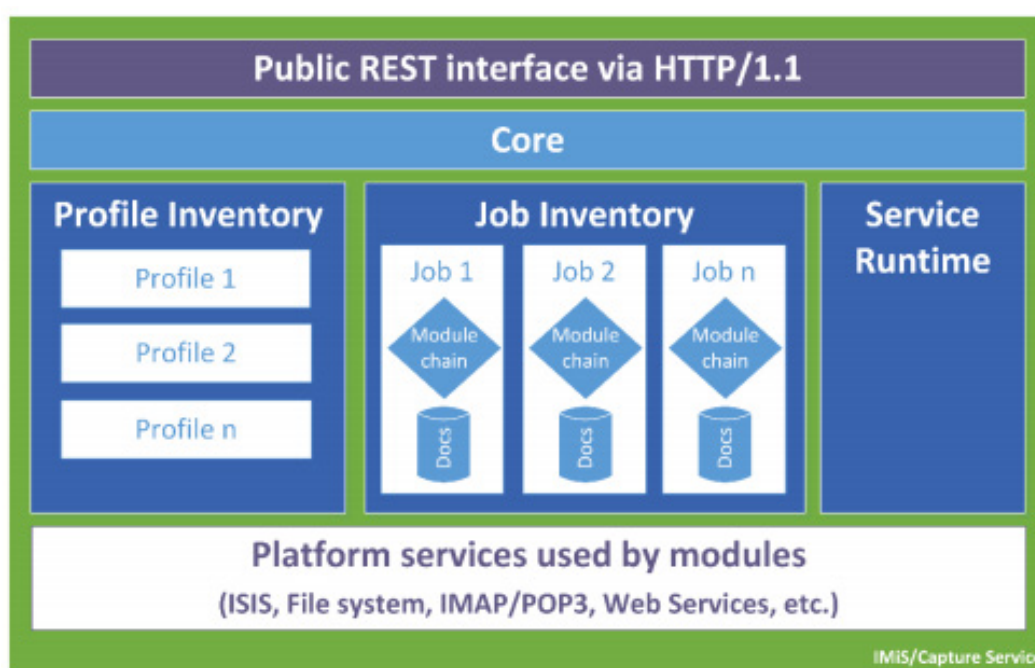 Public REST interface via HTTP/1.1
Core
Profile Inventory
Profile 1
Profile 2
Profile n
Job Inventory
Job 1
Module
chain
Docs
Job 2
Module
chain
Docs
Job n
Module
chain
Docs
Service
Runtime
Platform services used by modules
(ISIS, File system, IMAP/POP3, Web Services, etc.)
IMiS/Capture Servic